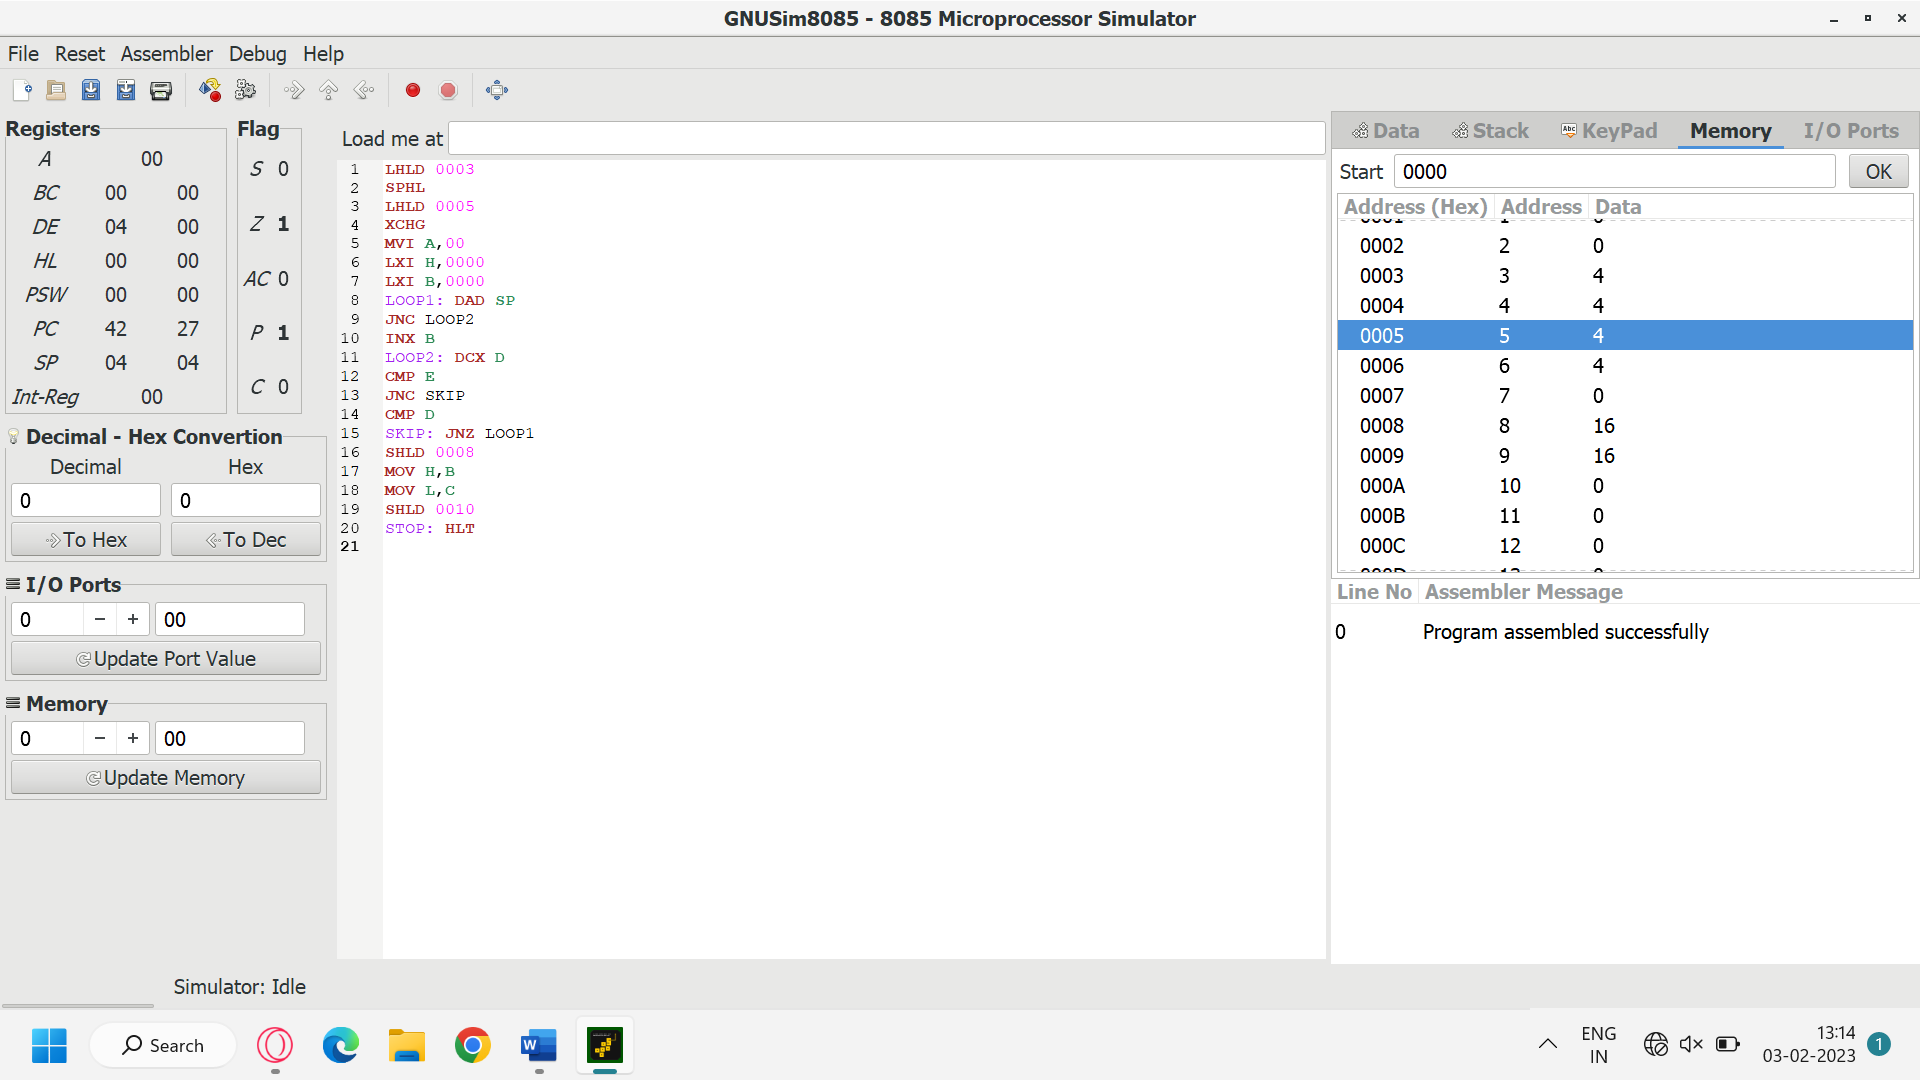 GNUSim8085 - 8085 Microprocessor Simulator
File Reset Assembler Debug Help
Registers
A 00
BC 00 00
DE 04 00
HL 00 00
PSW 00 00
PC 42 27
SP 04 04
Int-Reg 00
Flag
S 0
Z 1
AC 0
P 1
C 0
Decimal - Hex Convertion
Decimal Hex
0 0
To Hex To Dec
I/O Ports
0 − + 00
Update Port Value
Memory
0 − + 00
Update Memory
Load me at
1 LHLD 0003
2 SPHL
3 LHLD 0005
4 XCHG
5 MVI A,00
6 LXI H,0000
7 LXI B,0000
8 LOOP1: DAD SP
9 JNC LOOP2
10 INX B
11 LOOP2: DCX D
12 CMP E
13 JNC SKIP
14 CMP D
15 SKIP: JNZ LOOP1
16 SHLD 0008
17 MOV H,B
18 MOV L,C
19 SHLD 0010
20 STOP: HLT
21
Data Stack Abc KeyPad Memory I/O Ports
Start 0000 OK
Address (Hex) Address Data
0002 2 0
0003 3 4
0004 4 4
0005 5 4
0006 6 4
0007 7 0
0008 8 16
0009 9 16
000A 10 0
000B 11 0
000C 12 0
Line No Assembler Message
0 Program assembled successfully
Simulator: Idle
Search
W
ENG
IN
13:14
03-02-2023
1